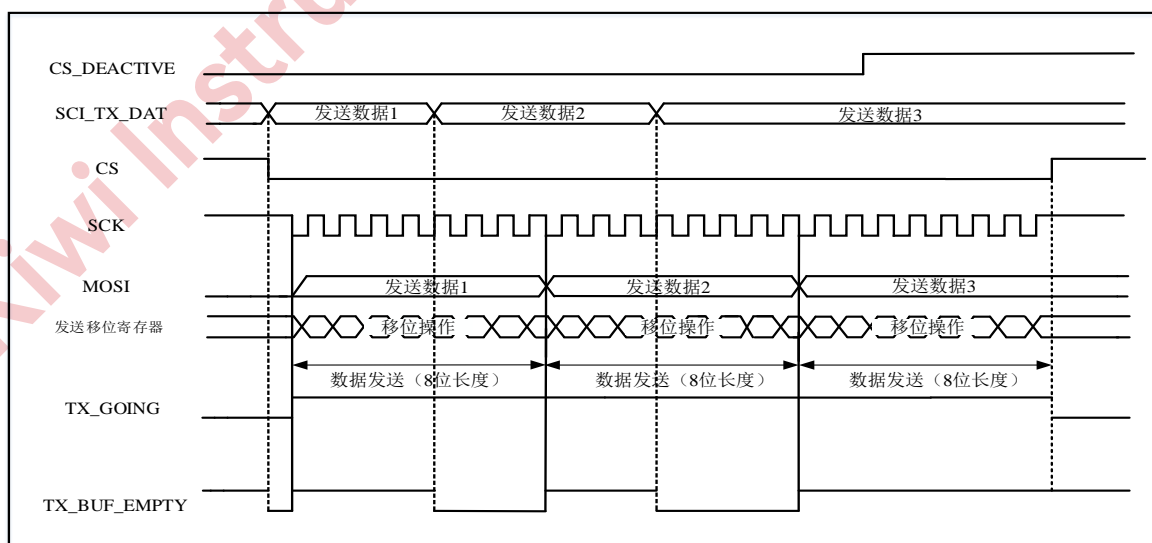 CS_DEACTIVE
SCI_TX_DAT 发送数据1 发送数据2 发送数据3
CS
SCK
MOSI 发送数据1 发送数据2 发送数据3
发送移位寄存器 移位操作 移位操作 移位操作
数据发送（8位长度） 数据发送（8位长度） 数据发送（8位长度）
TX_GOING
TX_BUF_EMPTY
Kiwi Instru